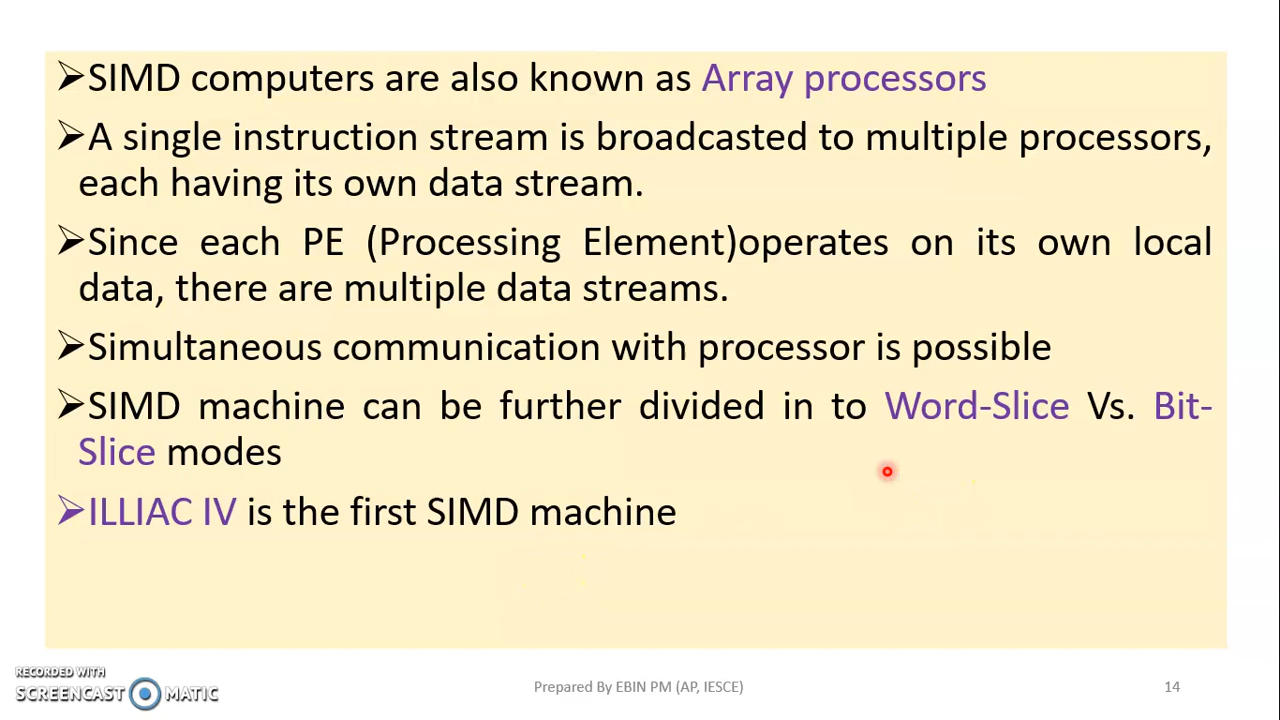 ➢SIMD computers are also known as Array processors
➢A single instruction stream is broadcasted to multiple processors,
each having its own data stream.
➢Since each PE (Processing Element)operates on its own local
data, there are multiple data streams.
➢Simultaneous communication with processor is possible
➢SIMD machine can be further divided in to Word-Slice Vs. Bit-
Slice modes
➢ILLIAC IV is the first SIMD machine
RECORDED WITH
SCREENCAST MATIC
Prepared By EBIN PM (AP, IESCE)
14